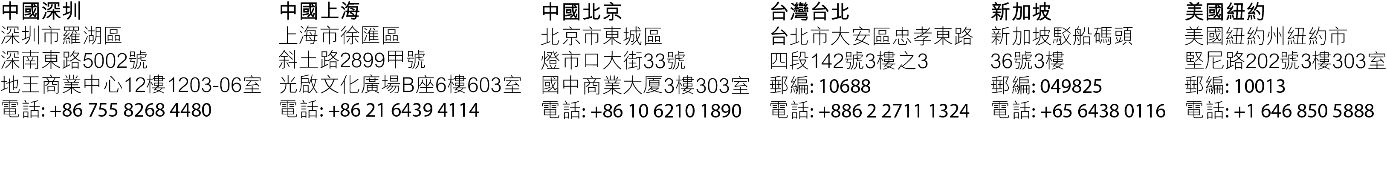 中國深圳
深圳市羅湖區
深南東路5002號
地王商業中心12樓1203-06室
電話: +86 755 8268 4480
中國上海
上海市徐匯區
斜土路2899甲號
光啟文化廣場B座6樓603室
電話: +86 21 6439 4114
中國北京
北京市東城區
燈市口大街33號
國中商業大厦3樓303室
電話: +86 10 6210 1890
台灣台北
台北市大安區忠孝東路
四段142號3樓之3
郵編: 10688
電話: +886 2 2711 1324
新加坡
新加坡駁船碼頭
36號3樓
郵編: 049825
電話: +65 6438 0116
美國紐約
美國紐約州紐約市
堅尼路202號3樓303室
郵編: 10013
電話: +1 646 850 5888